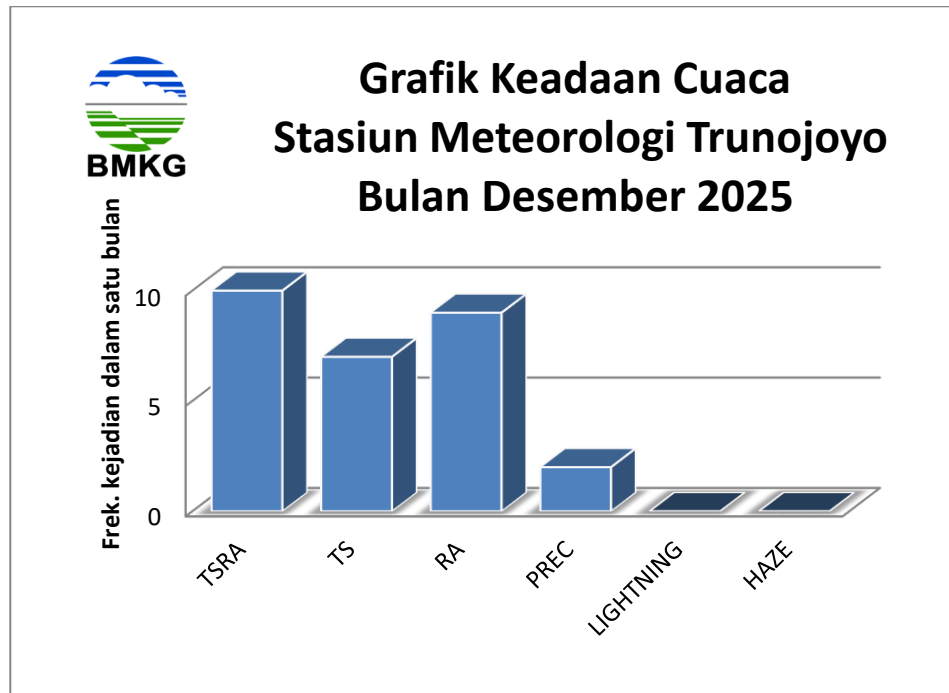 BMKG
Grafik Keadaan Cuaca
Stasiun Meteorologi Trunojoyo
Bulan Desember 2025
Frek. kejadian dalam satu bulan
10
5
0
TSRA
TS
RA
PREC
LIGHTNING
HAZE